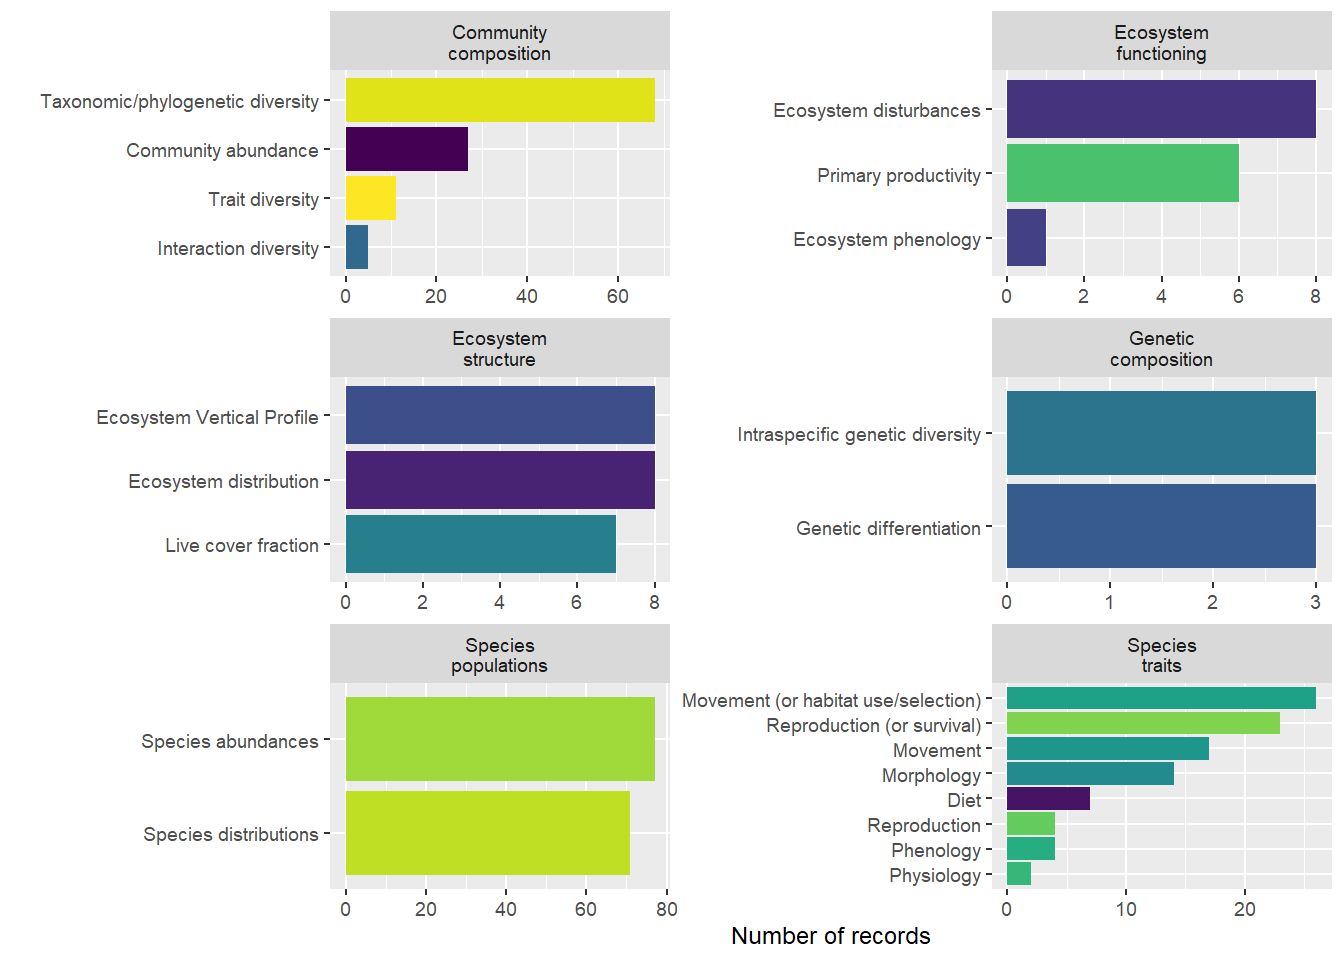 Community
composition
Taxonomic/phylogenetic diversity
Community abundance
Trait diversity
Interaction diversity
0 20 40 60
Ecosystem
functioning
Ecosystem disturbances
Primary productivity
Ecosystem phenology
0 2 4 6 8
Ecosystem
structure
Ecosystem Vertical Profile
Ecosystem distribution
Live cover fraction
0 2 4 6 8
Genetic
composition
Intraspecific genetic diversity
Genetic differentiation
0 1 2 3
Species
populations
Species abundances
Species distributions
0 20 40 60 80
Species
traits
Movement (or habitat use/selection)
Reproduction (or survival)
Movement
Morphology
Diet
Reproduction
Phenology
Physiology
0 10 20
Number of records